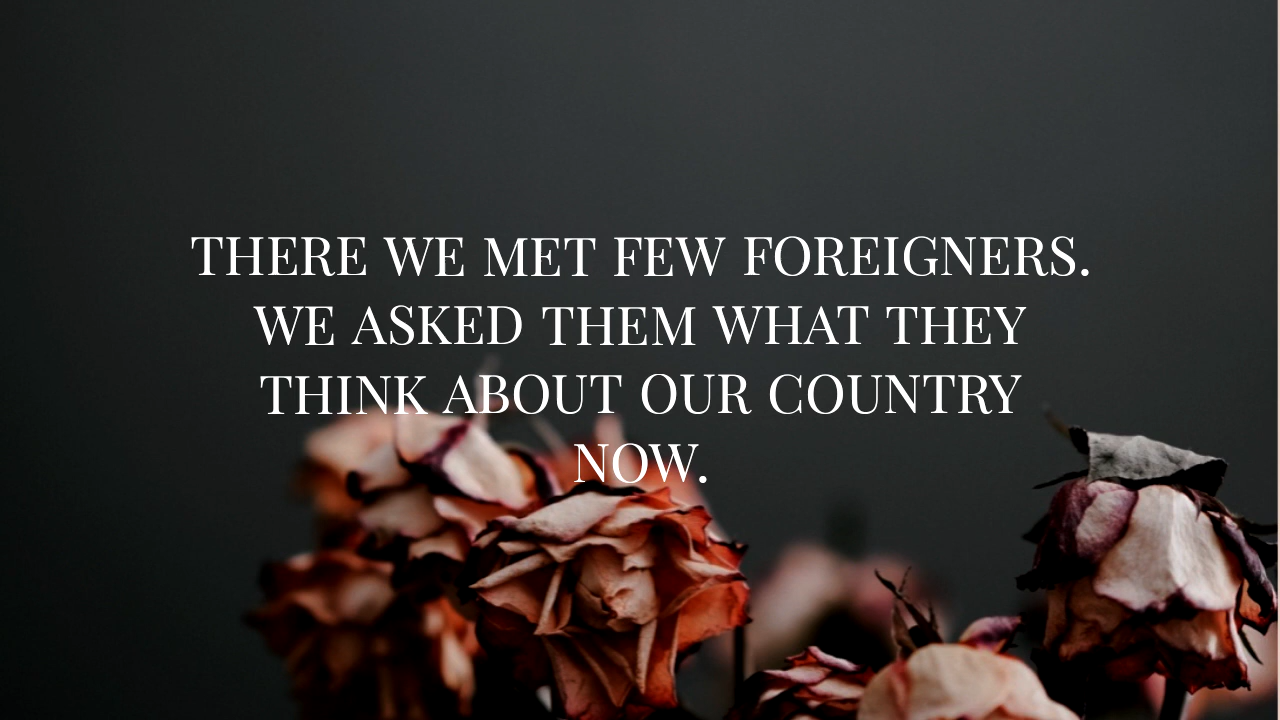 THERE WE MET FEW FOREIGNERS.
WE ASKED THEM WHAT THEY
THINK ABOUT OUR COUNTRY
NOW.